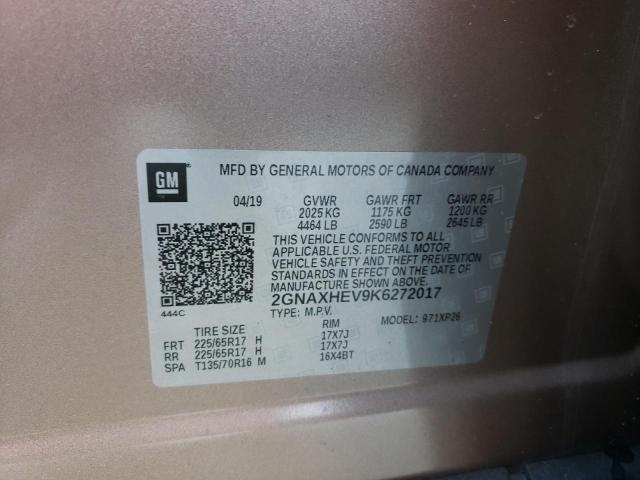 GM
MFD BY GENERAL MOTORS OF CANADA COMPANY
04/19 GVWR GAWR FRT GAWR RR
2025 KG 1175 KG 1200 KG
4464 LB 2590 LB 2645 LB
THIS VEHICLE CONFORMS TO ALL
APPLICABLE U.S. FEDERAL MOTOR
VEHICLE SAFETY AND THEFT PREVENTION
STANDARDS IN EFFECT ON THE DATE OF
MANUFACTURE SHOWN ABOVE.
2GNAXHEV9K6272017
444C TYPE: M.P.V. MODEL: 971XP26
TIRE SIZE RIM
FRT 225/65R17 H 17X7J
RR 225/65R17 H 17X7J
SPA T135/70R16 M 16X4BT